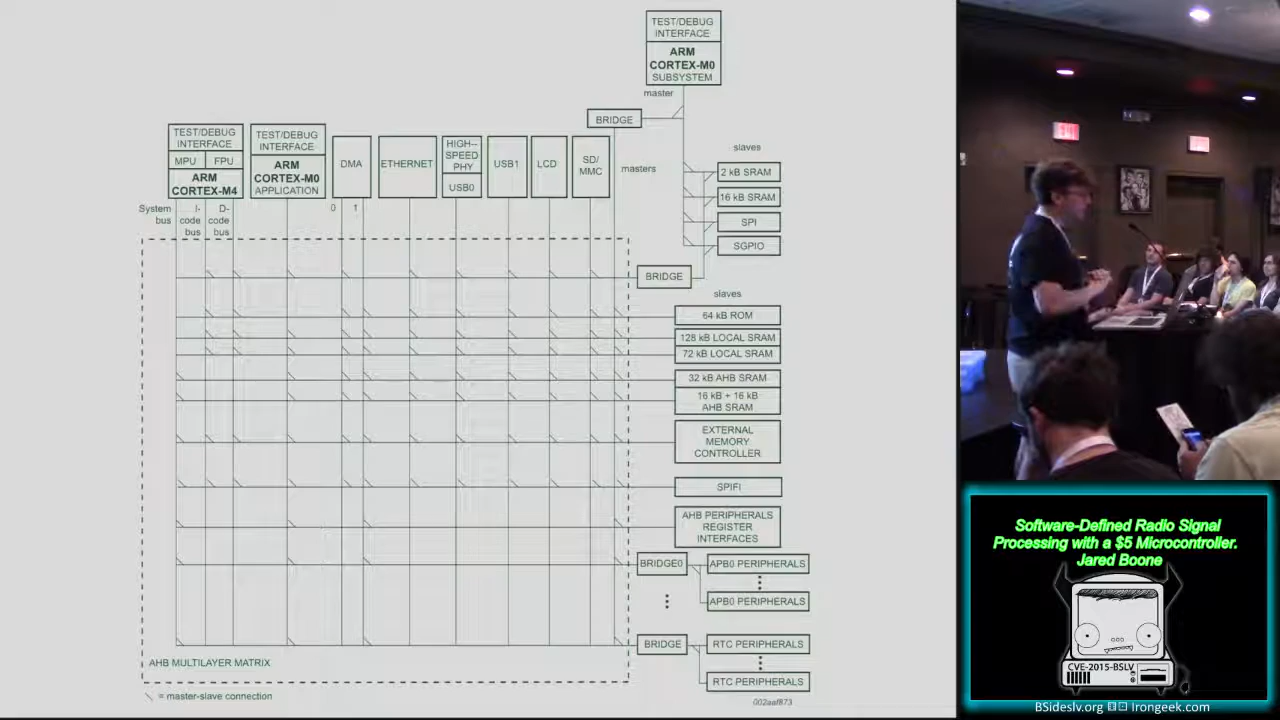 TEST/DEBUG
INTERFACE
ARM
CORTEX-M0
SUBSYSTEM
master
BRIDGE
TEST/DEBUG
INTERFACE
MPU
FPU
ARM
CORTEX-M4
TEST/DEBUG
INTERFACE
ARM
CORTEX-M0
APPLICATION
DMA
ETHERNET
HIGH-
SPEED
PHY
USB0
USB1
LCD
SD/
MMC
masters
slaves
2 kB SRAM
16 kB SRAM
SPI
SGPIO
System
bus
I-
code
bus
D-
code
bus
0
1
BRIDGE
slaves
64 kB ROM
128 kB LOCAL SRAM
72 kB LOCAL SRAM
32 kB AHB SRAM
16 kB + 16 kB
AHB SRAM
EXTERNAL
MEMORY
CONTROLLER
SPIFI
AHB PERIPHERALS
REGISTER
INTERFACES
BRIDGE0
APB0 PERIPHERALS
APB0 PERIPHERALS
BRIDGE
RTC PERIPHERALS
RTC PERIPHERALS
AHB MULTILAYER MATRIX
= master-slave connection
002aaf873
Software-Defined Radio Signal
Processing with a $5 Microcontroller.
Jared Boone
CVE-2015-BSLV
BSideslv.org
Irongeek.com